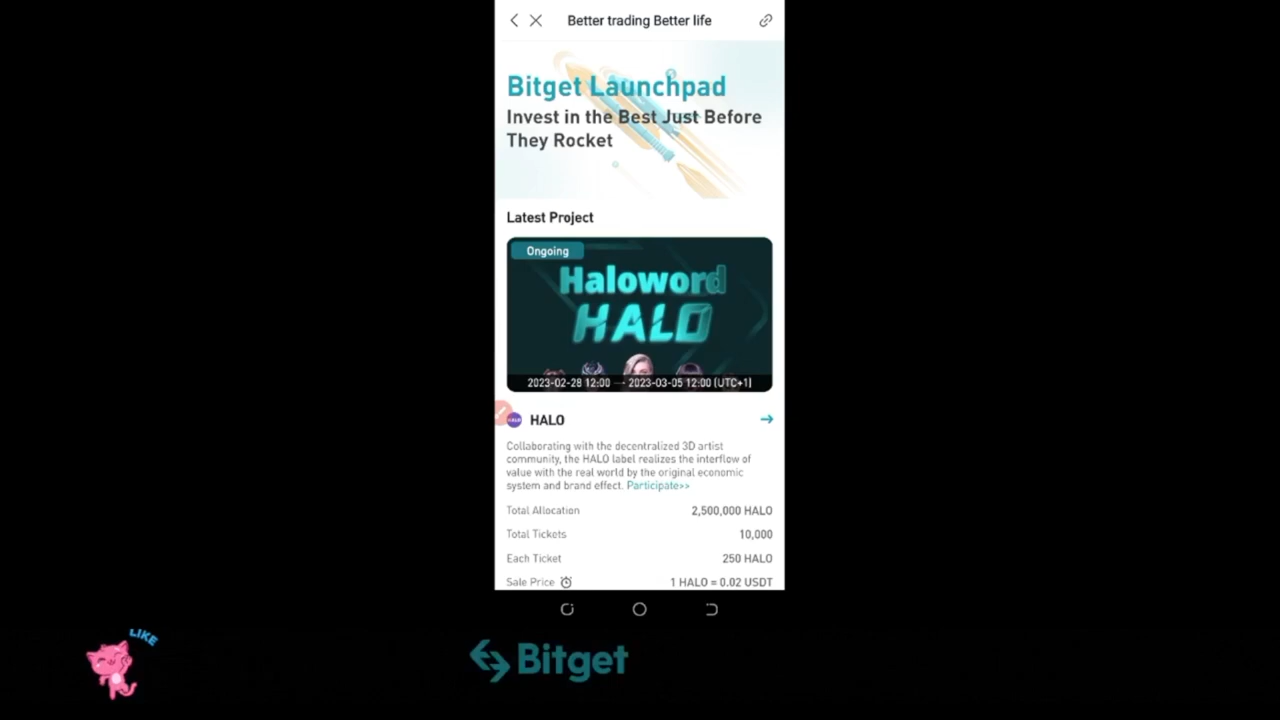 Better trading Better life
Bitget Launchpad
Invest in the Best Just Before
They Rocket
Latest Project
Ongoing
Haloword
HALO
2023-02-28 12:00 — 2023-03-05 12:00 (UTC+1)
HALO HALO
Collaborating with the decentralized 3D artist
community, the HALO label realizes the interflow of
value with the real world by the original economic
system and brand effect. Participate>>
Total Allocation 2,500,000 HALO
Total Tickets 10,000
Each Ticket 250 HALO
Sale Price 1 HALO = 0.02 USDT
LIKE
Bitget